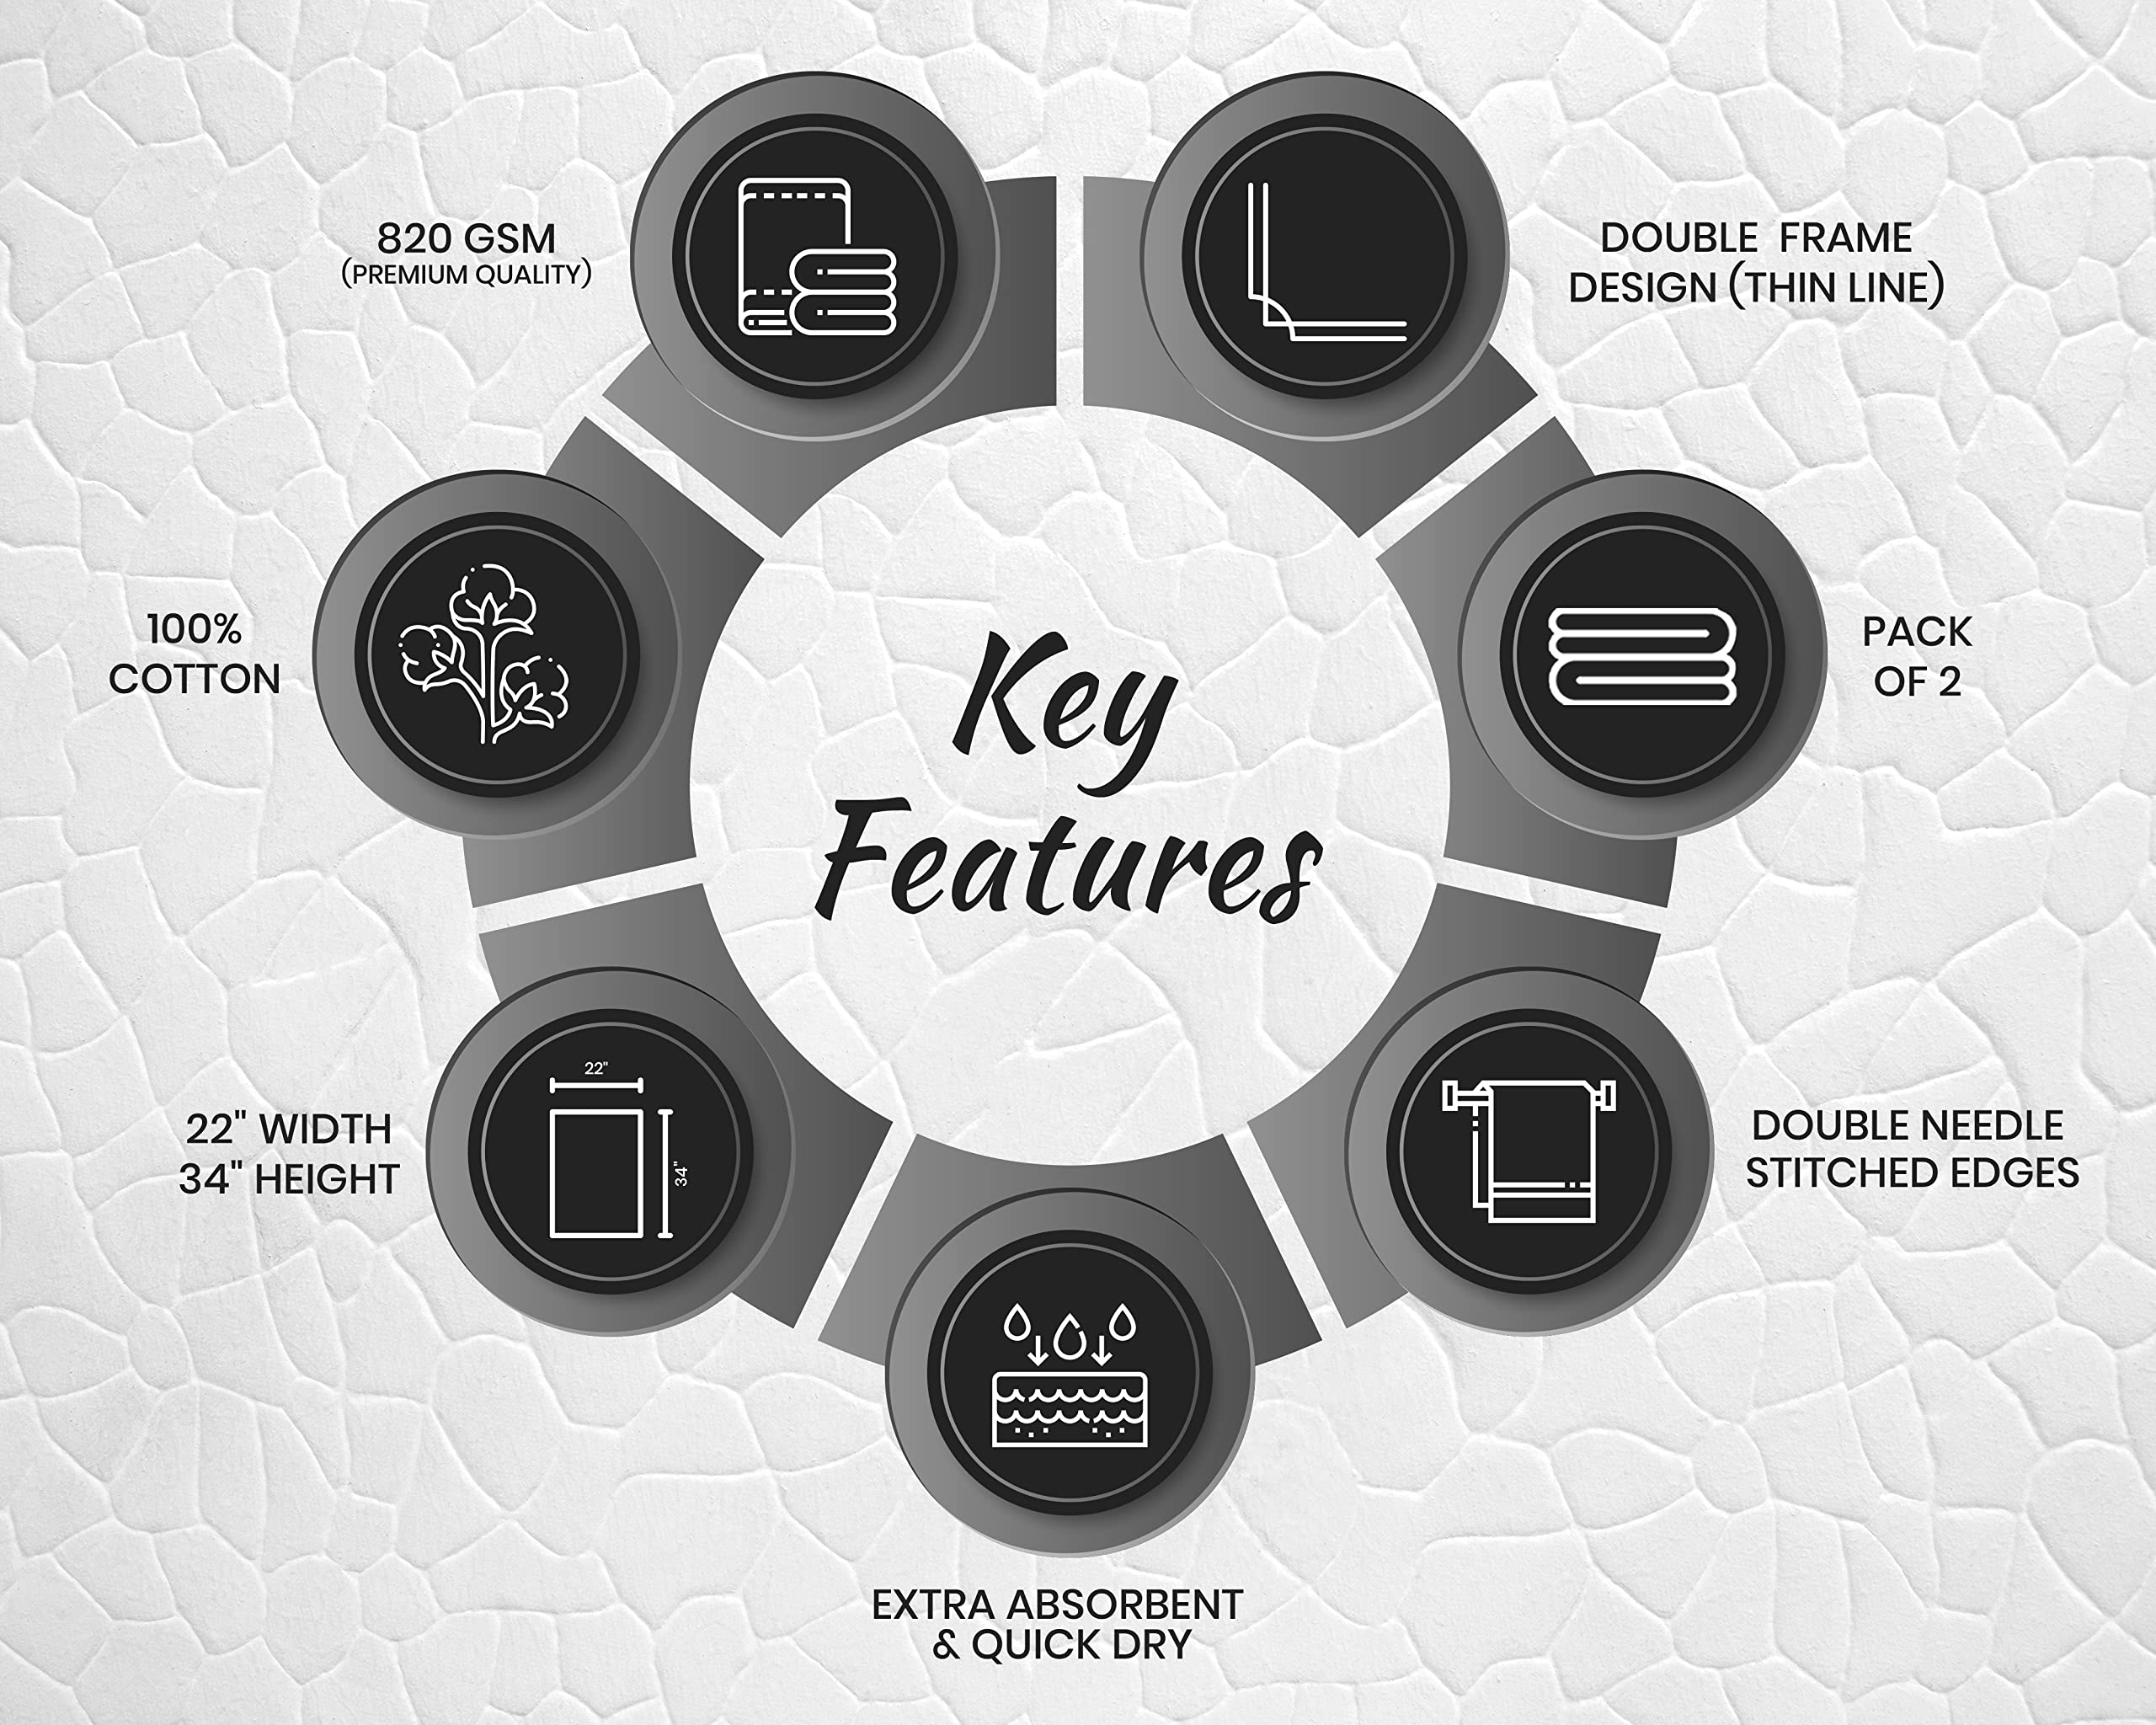 820 GSM
(PREMIUM QUALITY)
DOUBLE FRAME
DESIGN (THIN LINE)
100%
COTTON
PACK
OF 2
Key
Features
22" WIDTH
34" HEIGHT
22"
34"
DOUBLE NEEDLE
STITCHED EDGES
EXTRA ABSORBENT
& QUICK DRY